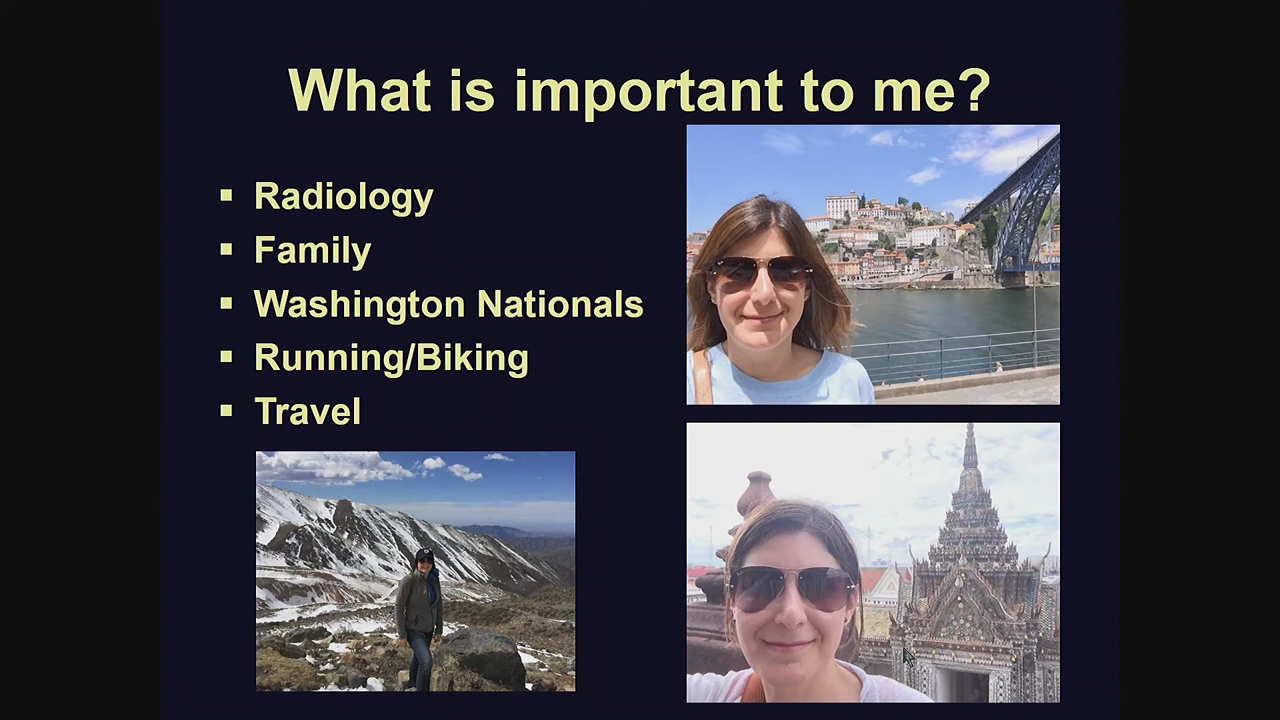 What is important to me?
Radiology
Family
Washington Nationals
Running/Biking
Travel